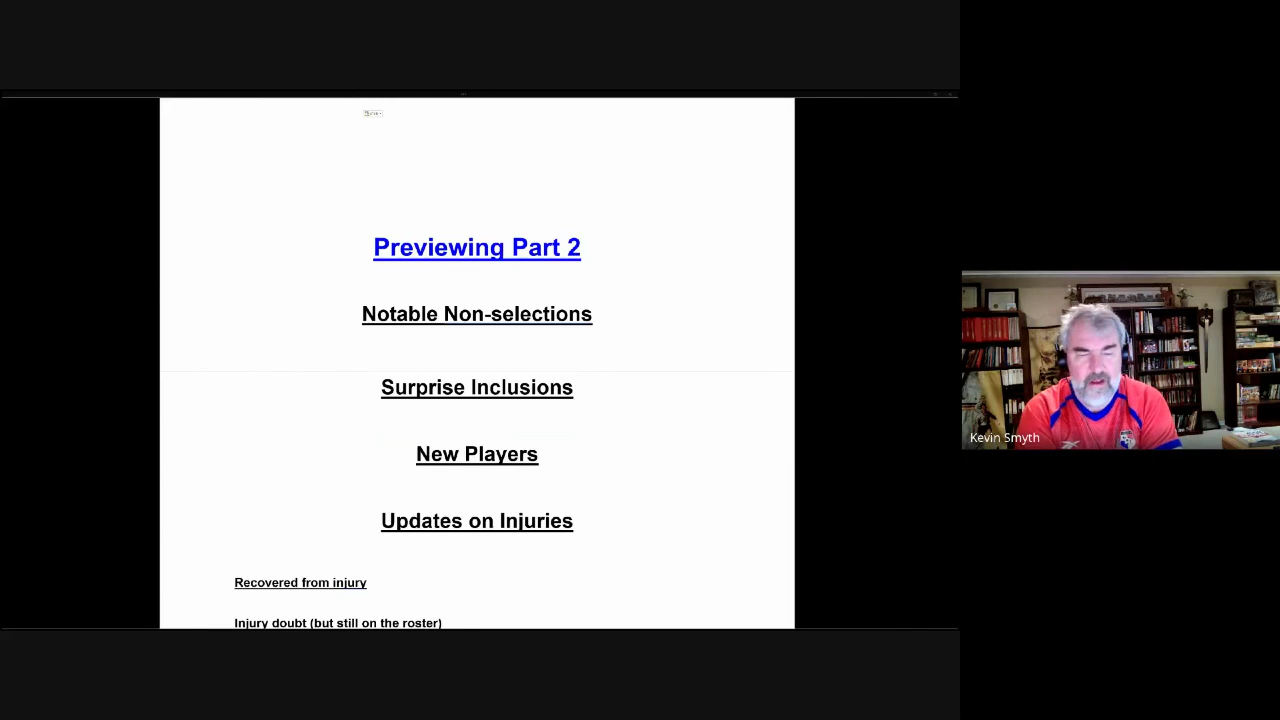 Previewing Part 2
Notable Non-selections
Surprise Inclusions
New Players
Updates on Injuries
Recovered from injury
Injury doubt (but still on the roster)
Kevin Smyth